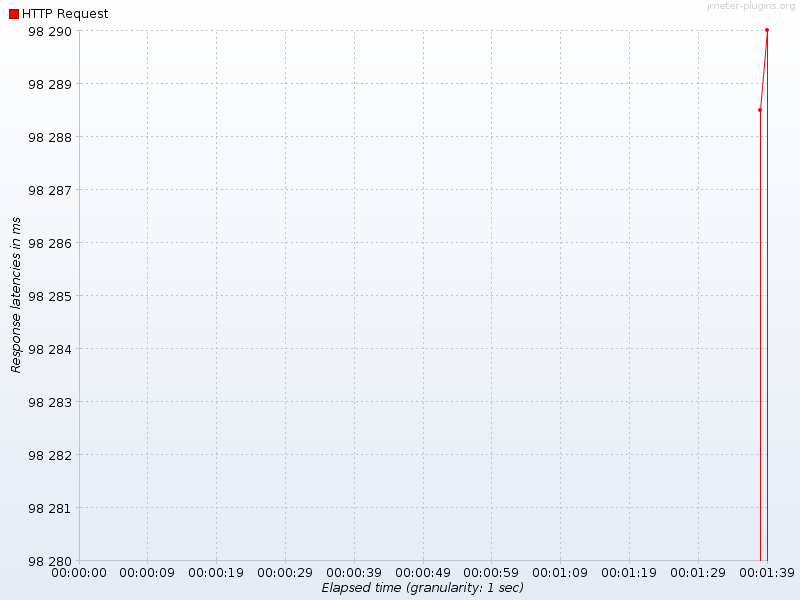 jmeter-plugins.org
HTTP Request
98 290
98 289
98 288
98 287
98 286
98 285
98 284
98 283
98 282
98 281
98 280
Response latencies in ms
00:00:00 00:00:09 00:00:19 00:00:29 00:00:39 00:00:49 00:00:59 00:01:09 00:01:19 00:01:29 00:01:39
Elapsed time (granularity: 1 sec)